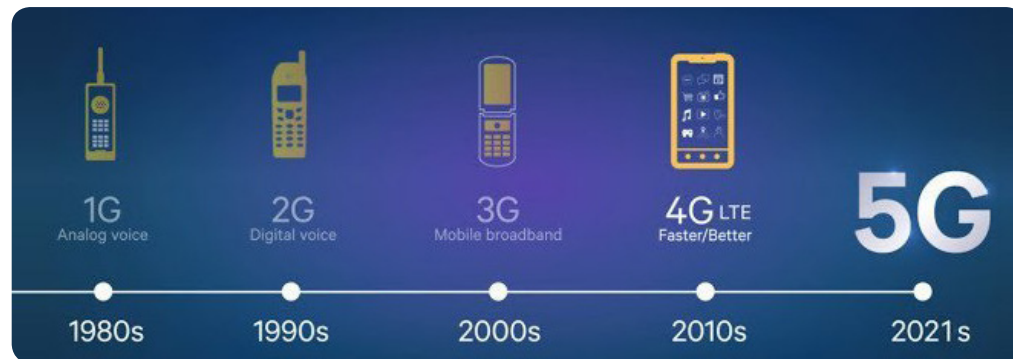 1G
Analog voice
2G
Digital voice
3G
Mobile broadband
4G LTE
Faster/Better
5G
1980s
1990s
2000s
2010s
2021s